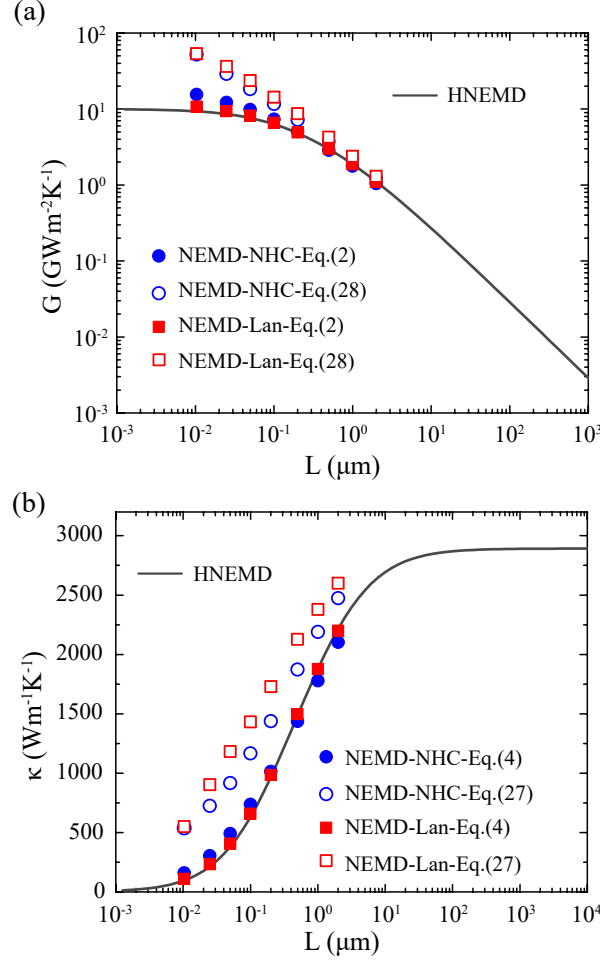 (a)
10²
10¹
10⁰
10⁻¹
10⁻²
10⁻³
G (GWm⁻²K⁻¹)
HNEMD
NEMD-NHC-Eq.(2)
NEMD-NHC-Eq.(28)
NEMD-Lan-Eq.(2)
NEMD-Lan-Eq.(28)
10⁻³ 10⁻² 10⁻¹ 10⁰ 10¹ 10² 10³
L (μm)
(b)
3000
2500
2000
1500
1000
500
0
κ (Wm⁻¹K⁻¹)
HNEMD
NEMD-NHC-Eq.(4)
NEMD-NHC-Eq.(27)
NEMD-Lan-Eq.(4)
NEMD-Lan-Eq.(27)
10⁻³ 10⁻² 10⁻¹ 10⁰ 10¹ 10² 10³ 10⁴
L (μm)